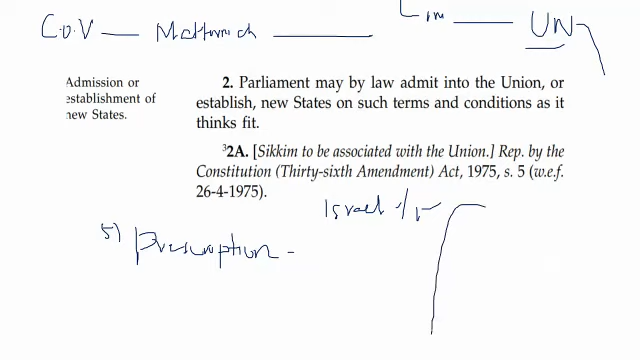 C.O.V — Metternich —
UN
Admission or
establishment of
new States.
2. Parliament may by law admit into the Union, or
establish, new States on such terms and conditions as it
thinks fit.
³2A. [Sikkim to be associated with the Union.] Rep. by the
Constitution (Thirty-sixth Amendment) Act, 1975, s. 5 (w.e.f.
26-4-1975).
Israel
5) Prescription -